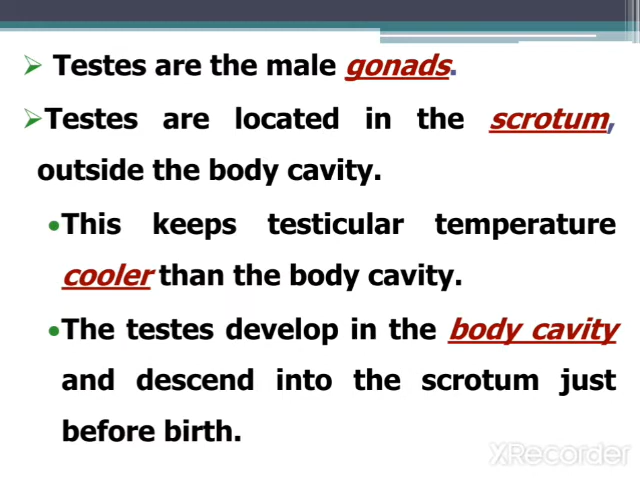 ➢ Testes are the male gonads.
➢Testes are located in the scrotum,
outside the body cavity.
•This keeps testicular temperature
cooler than the body cavity.
•The testes develop in the body cavity
and descend into the scrotum just
before birth.
XRecorder